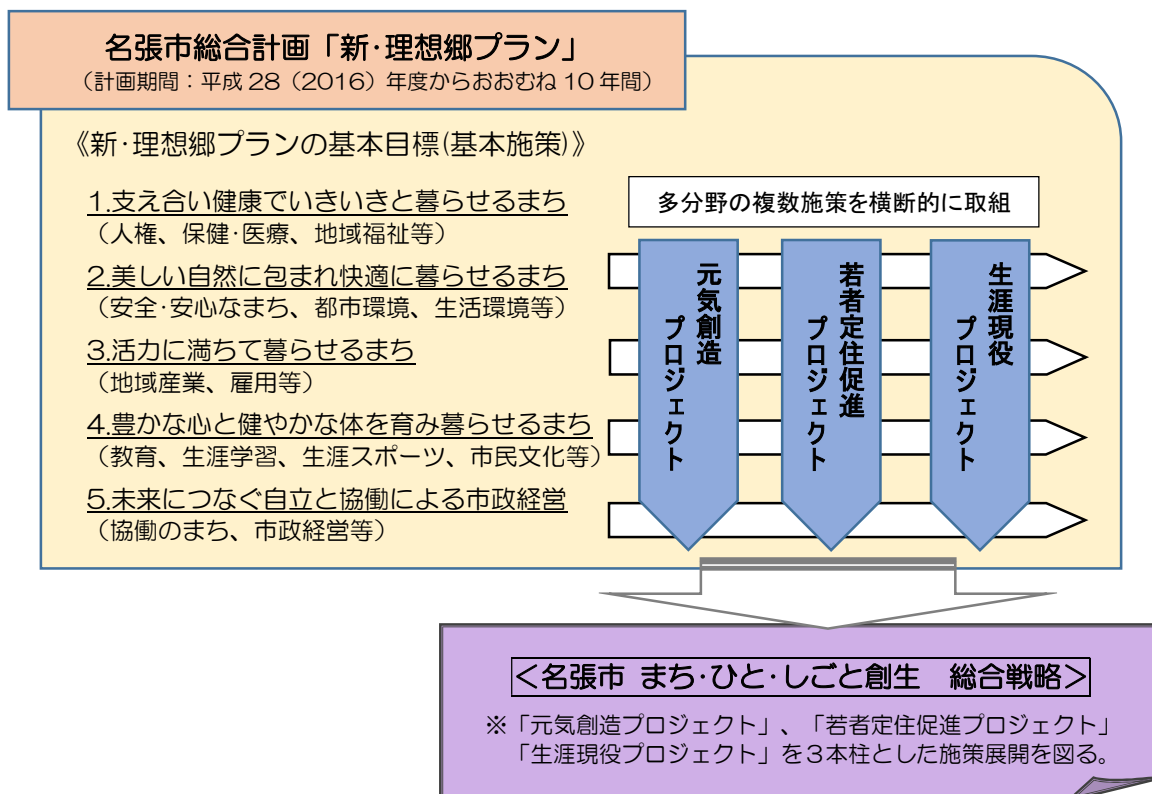 名張市総合計画「新・理想郷プラン」
（計画期間：平成 28（2016）年度からおおむね 10 年間）
《新・理想郷プランの基本目標(基本施策)》
1.支え合い健康でいきいきと暮らせるまち
（人権、保健・医療、地域福祉等）
2.美しい自然に包まれ快適に暮らせるまち
（安全・安心なまち、都市環境、生活環境等）
3.活力に満ちて暮らせるまち
（地域産業、雇用等）
4.豊かな心と健やかな体を育み暮らせるまち
（教育、生涯学習、生涯スポーツ、市民文化等）
5.未来につなぐ自立と協働による市政経営
（協働のまち、市政経営等）
多分野の複数施策を横断的に取組
元気創造
プロジェクト
若者定住促進
プロジェクト
生涯現役
プロジェクト
＜名張市 まち・ひと・しごと創生　総合戦略＞
※「元気創造プロジェクト」、「若者定住促進プロジェクト」
「生涯現役プロジェクト」を３本柱とした施策展開を図る。